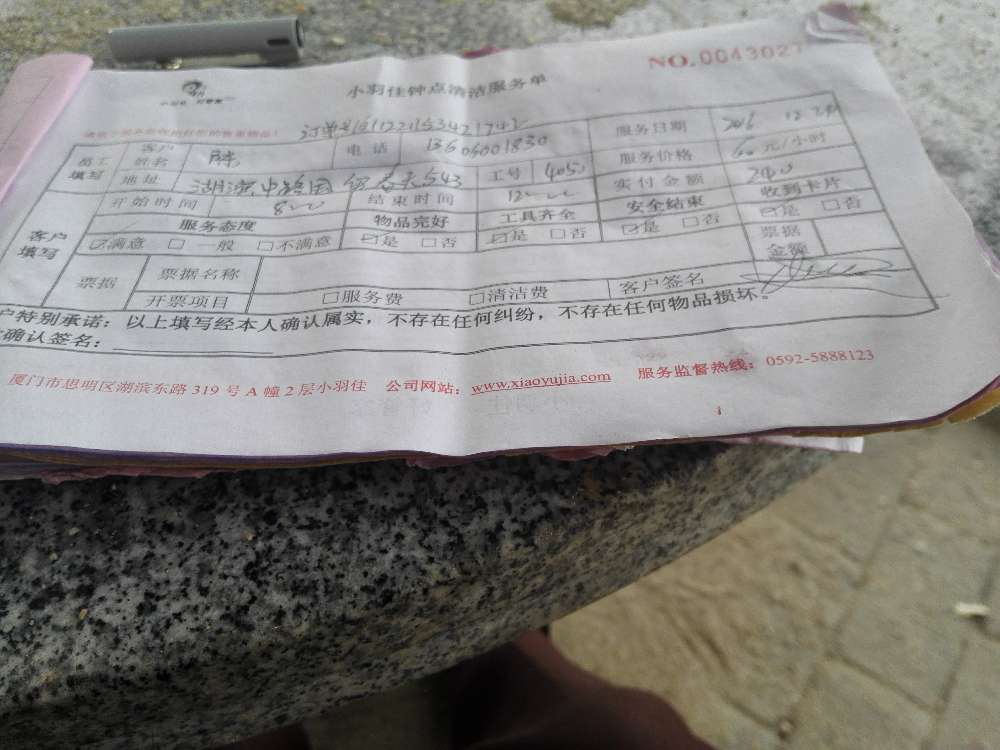 小羽佳钟点清洁服务单
NO.004302
订单号
员工填写 客户姓名 陈 电话 13606001830 服务日期 2016 12
地址 工号 4050 服务价格 60元/小时
开始时间 8:00 结束时间 12:00 实付金额 240
客户填写 服务态度 物品完好 工具齐全 安全结束 收到卡片
☑满意 □一般 □不满意 ☑是 □否 ☑是 □否 ☑是 □否 ☑是 □否
票据 票据名称 票据金额
开票项目 □服务费 □清洁费 客户签名
户特别承诺：以上填写经本人确认属实，不存在任何纠纷，不存在任何物品损坏。
确认签名：
厦门市思明区湖滨东路319号A幢2层小羽佳 公司网站：www.xiaoyujia.com 服务监督热线：0592-5888123